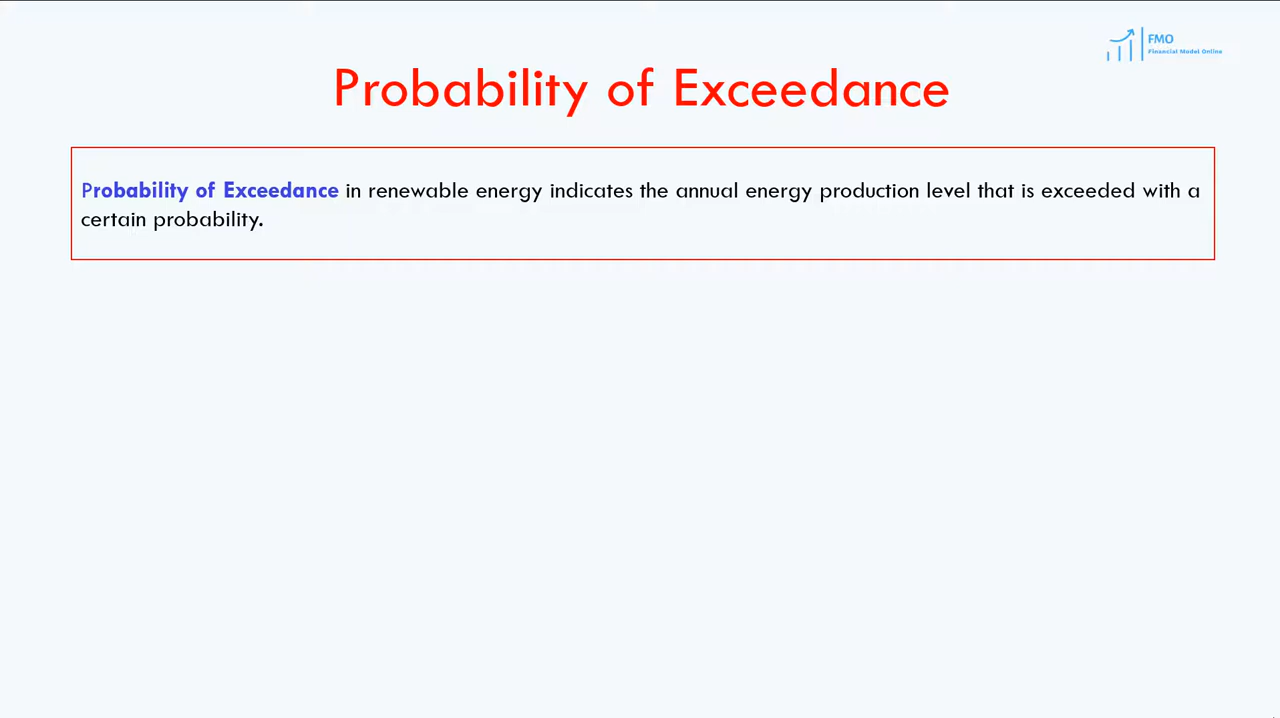 FMO
Financial Model Online
Probability of Exceedance
Probability of Exceedance in renewable energy indicates the annual energy production level that is exceeded with a
certain probability.